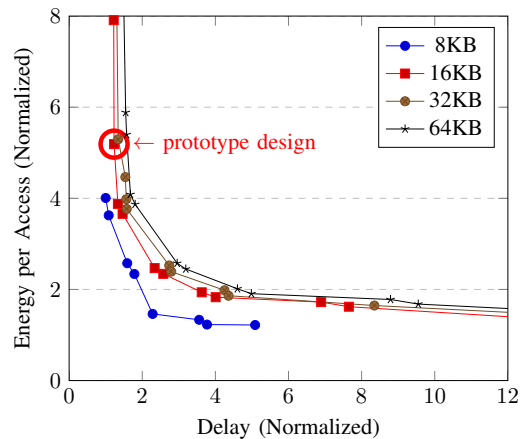 8
6
4
2
0
0 2 4 6 8 10 12
Energy per Access (Normalized)
Delay (Normalized)
8KB
16KB
32KB
64KB
← prototype design